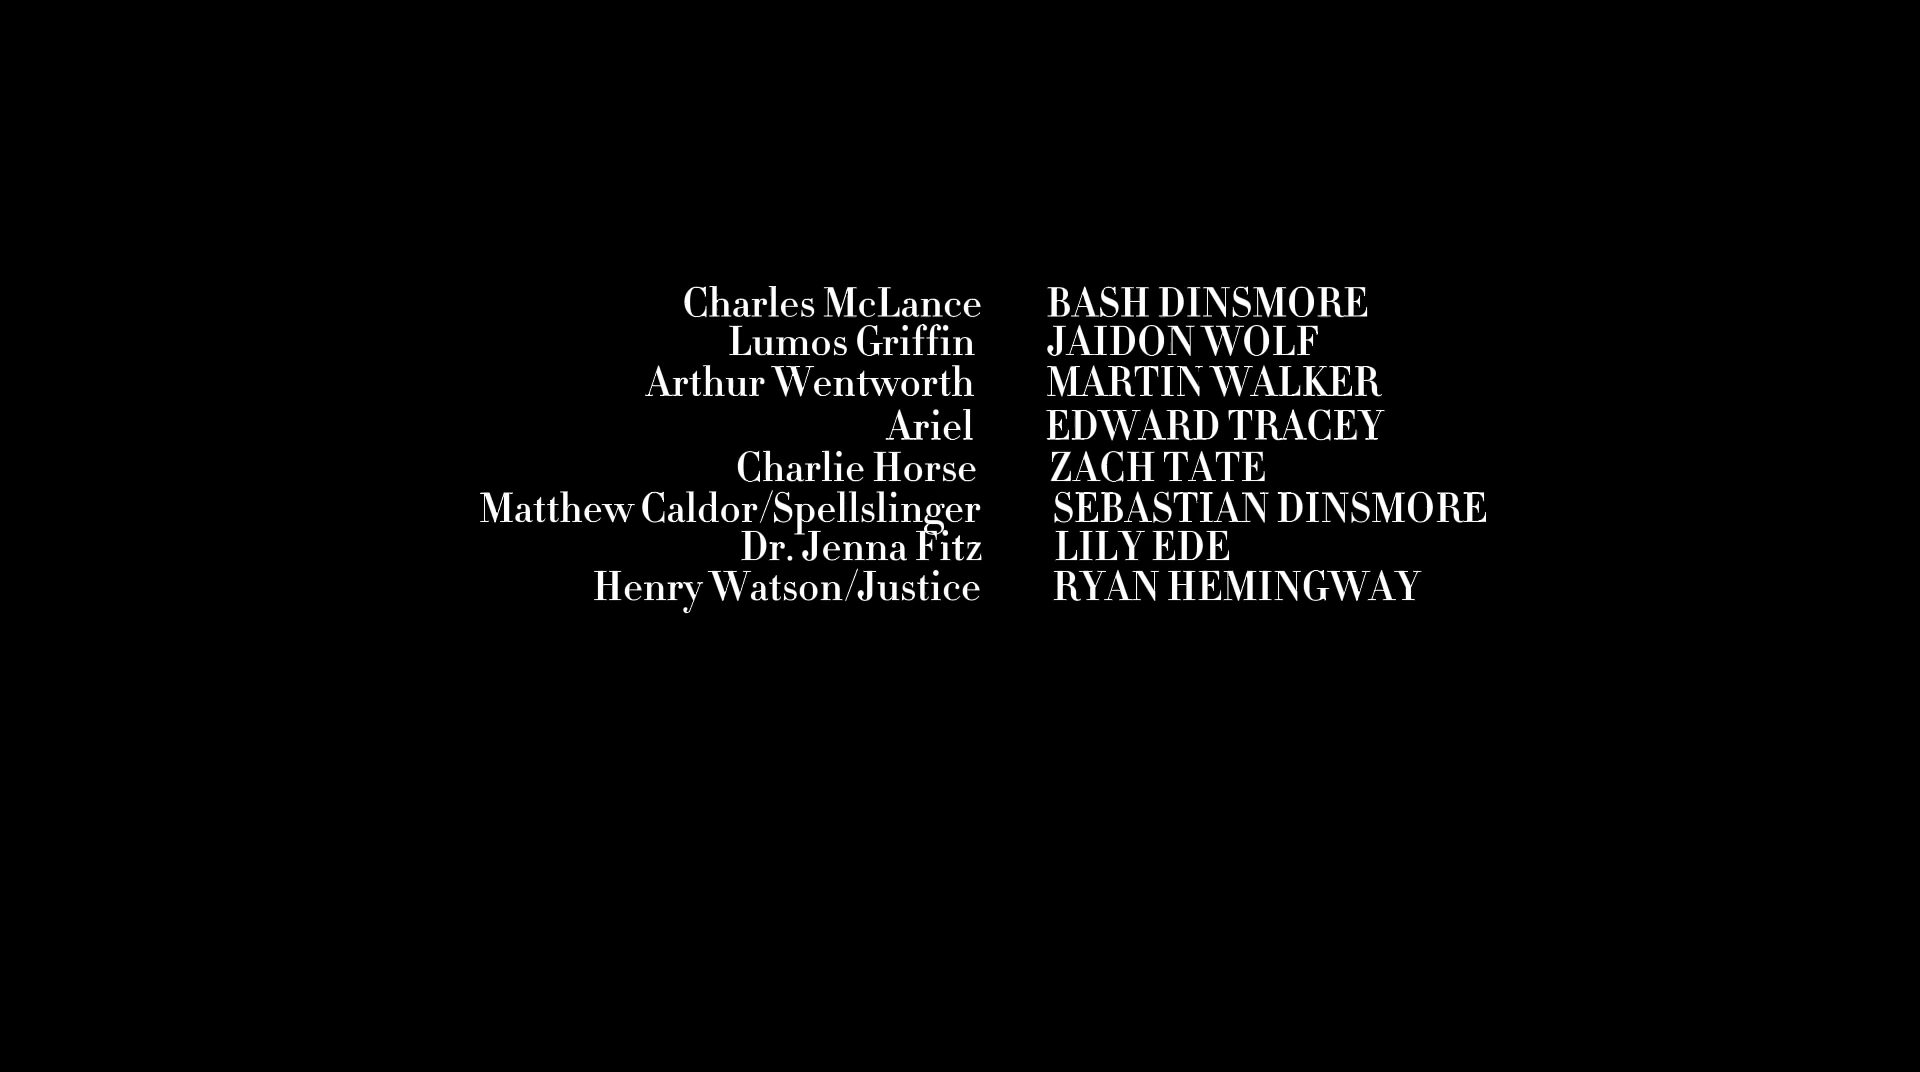 Charles McLance BASH DINSMORE
Lumos Griffin JAIDON WOLF
Arthur Wentworth MARTIN WALKER
Ariel EDWARD TRACEY
Charlie Horse ZACH TATE
Matthew Caldor/Spellslinger SEBASTIAN DINSMORE
Dr. Jenna Fitz LILY EDE
Henry Watson/Justice RYAN HEMINGWAY